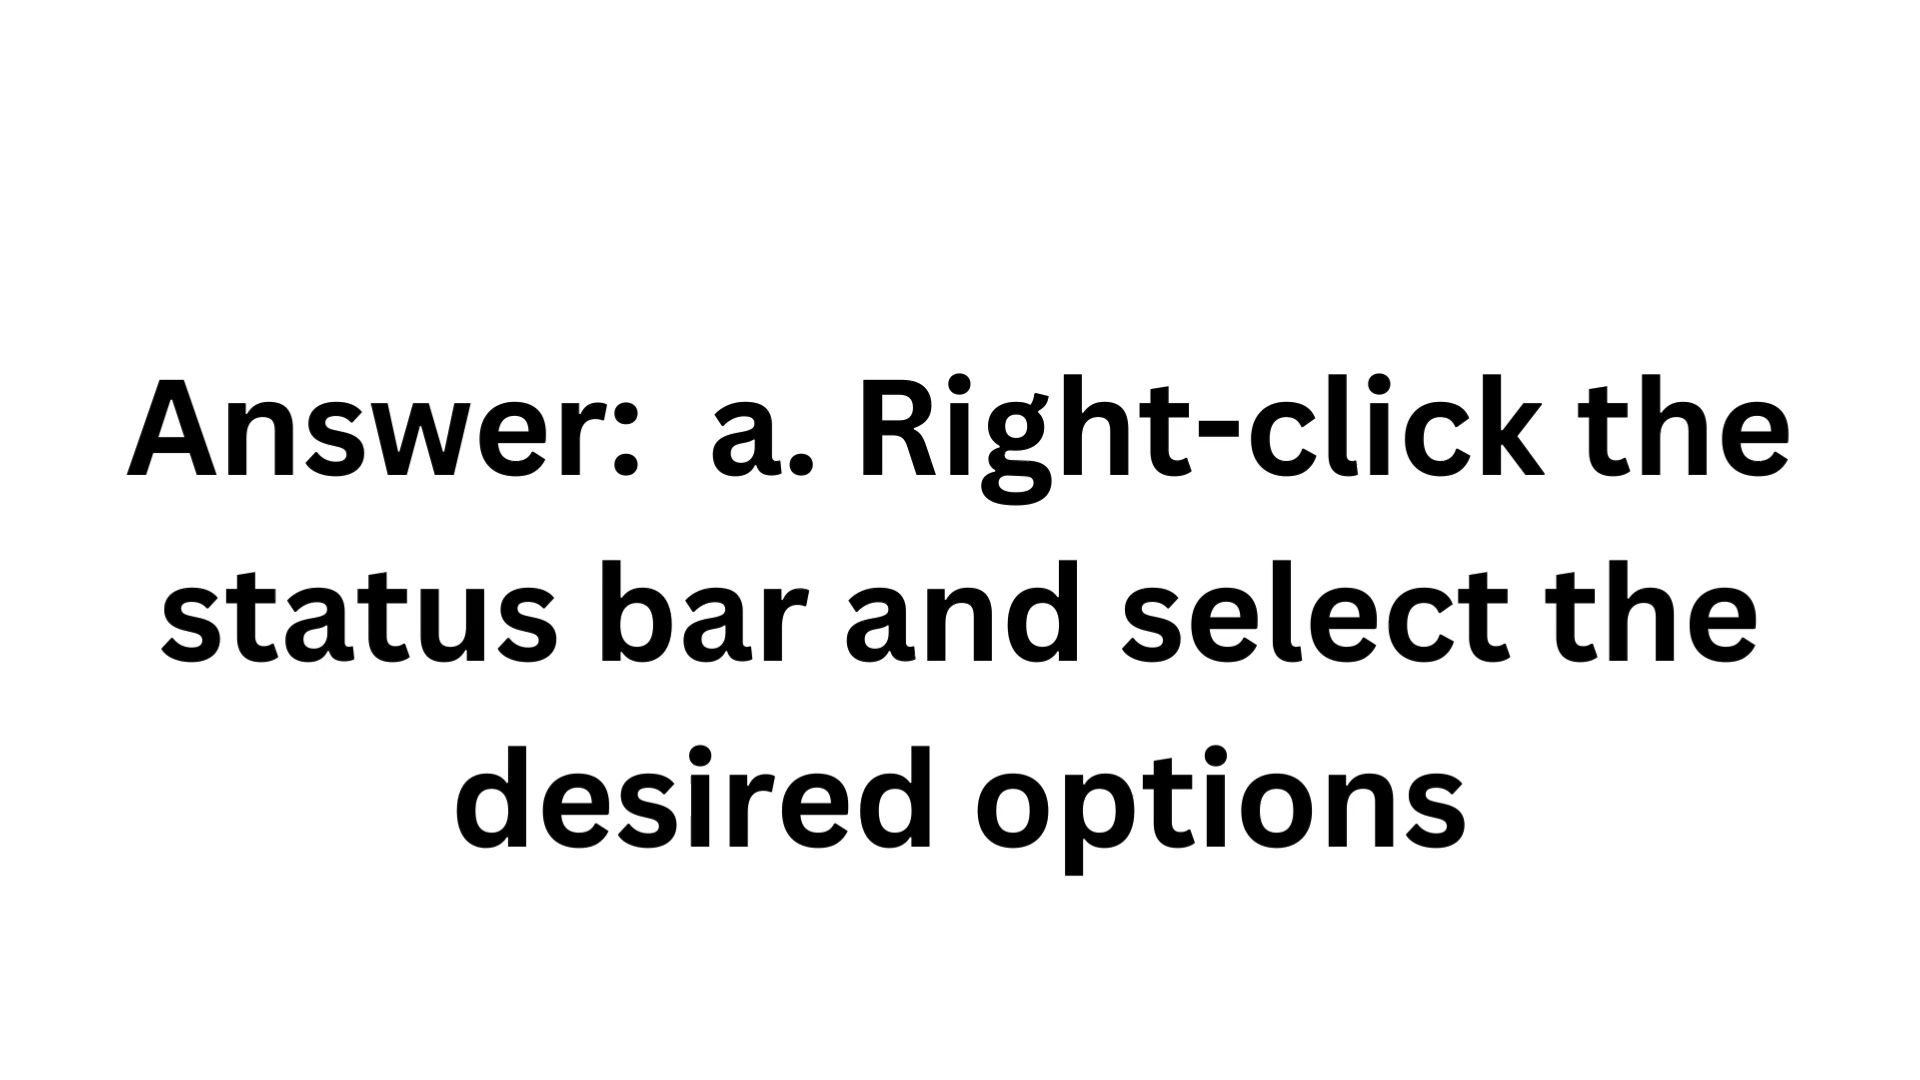 Answer:  a. Right-click the
status bar and select the
desired options